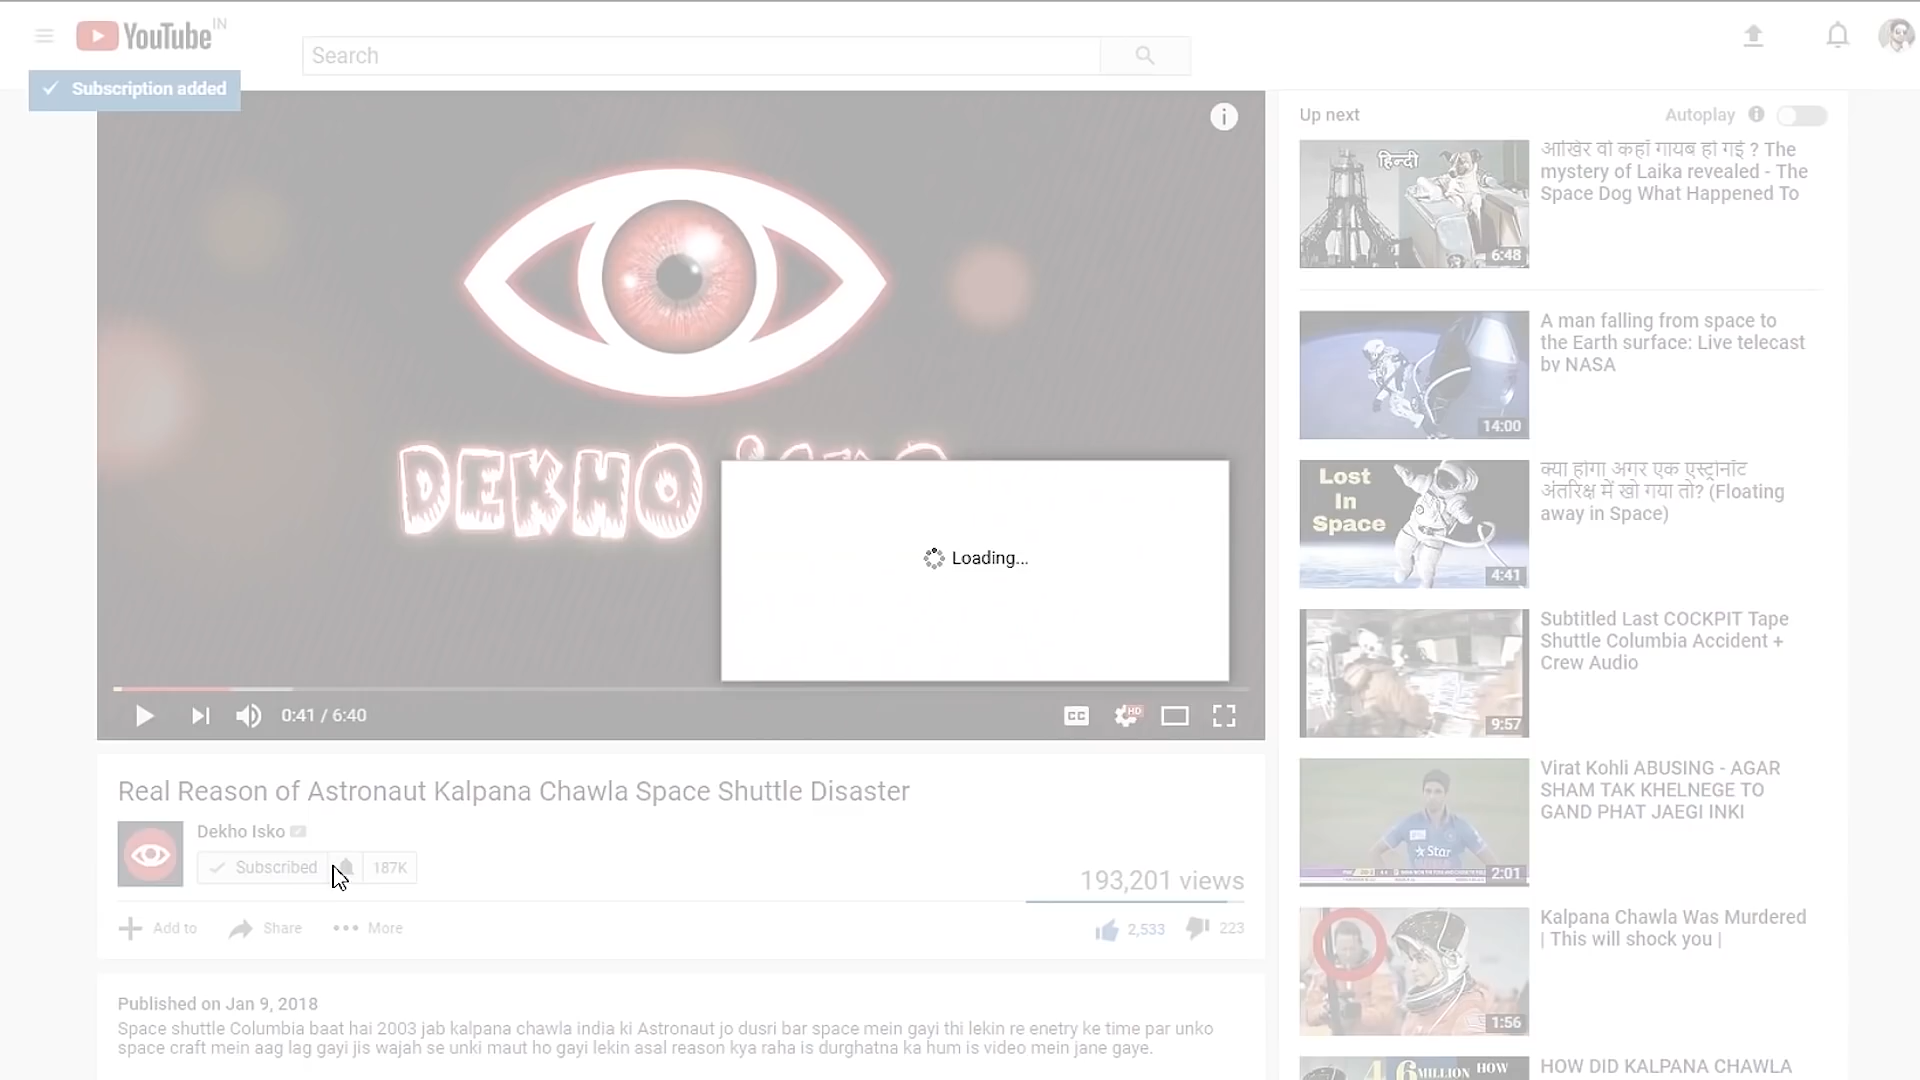 YouTube IN
Search
Subscription added
DEKHO
Loading...
0:41 / 6:40
CC
HD
Real Reason of Astronaut Kalpana Chawla Space Shuttle Disaster
Dekho Isko
Subscribed
187K
193,201 views
Add to
Share
More
2,533
223
Published on Jan 9, 2018
Space shuttle Columbia baat hai 2003 jab kalpana chawla india ki Astronaut jo dusri bar space mein gayi thi lekin re enetry ke time par unko
space craft mein aag lag gayi jis wajah se unki maut ho gayi lekin asal reason kya raha is durghatna ka hum is video mein jane gaye.
Up next
Autoplay
हिन्दी
6:48
आखिर वो कहाँ गायब हो गई ? The
mystery of Laika revealed - The
Space Dog What Happened To
14:00
A man falling from space to
the Earth surface: Live telecast
by NASA
Lost
In
Space
4:41
क्या होगा अगर एक एस्ट्रोनॉट
अंतरिक्ष में खो गया तो? (Floating
away in Space)
9:57
Subtitled Last COCKPIT Tape
Shuttle Columbia Accident +
Crew Audio
Star
2:01
Virat Kohli ABUSING - AGAR
SHAM TAK KHELNEGE TO
GAND PHAT JAEGI INKI
1:56
Kalpana Chawla Was Murdered
| This will shock you |
MILLION HOW
HOW DID KALPANA CHAWLA